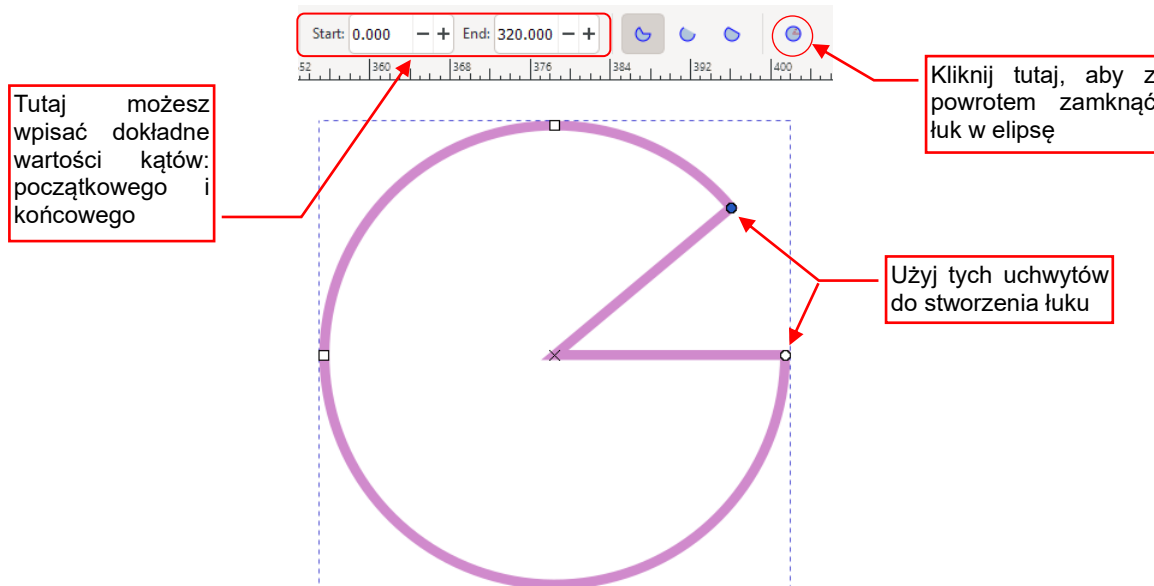 Start: 0.000 − + End: 320.000 − +
52 360 368 376 384 392 400
Tutaj możesz
wpisać dokładne
wartości kątów:
początkowego i
końcowego
Kliknij tutaj, aby z
powrotem zamknąć
łuk w elipsę
Użyj tych uchwytów
do stworzenia łuku